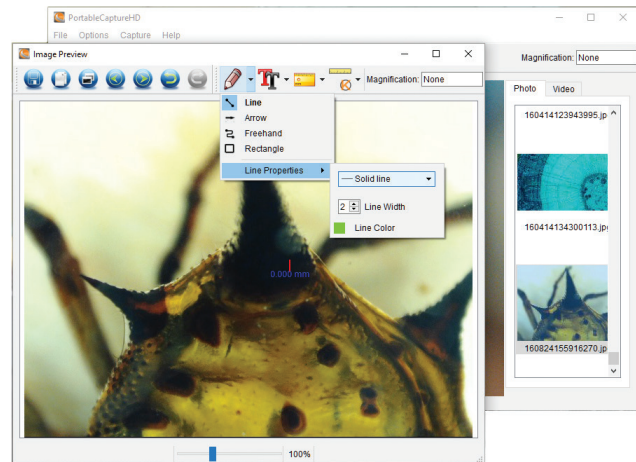 PortableCaptureHD
File Options Capture Help
Magnification: None
Photo Video
160414123943995.jp
160414134300113.jp
160824155916270.jp
Image Preview
Magnification: None
Line
Arrow
Freehand
Rectangle
Line Properties
Solid line
2 Line Width
Line Color
0.000 mm
100%